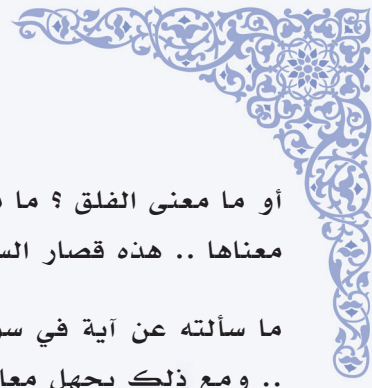 أو ما معنى الفلق ؟ ما
معناها .. هذه قصار
ما سألته عن آية في
.. ومع ذلك يجهل